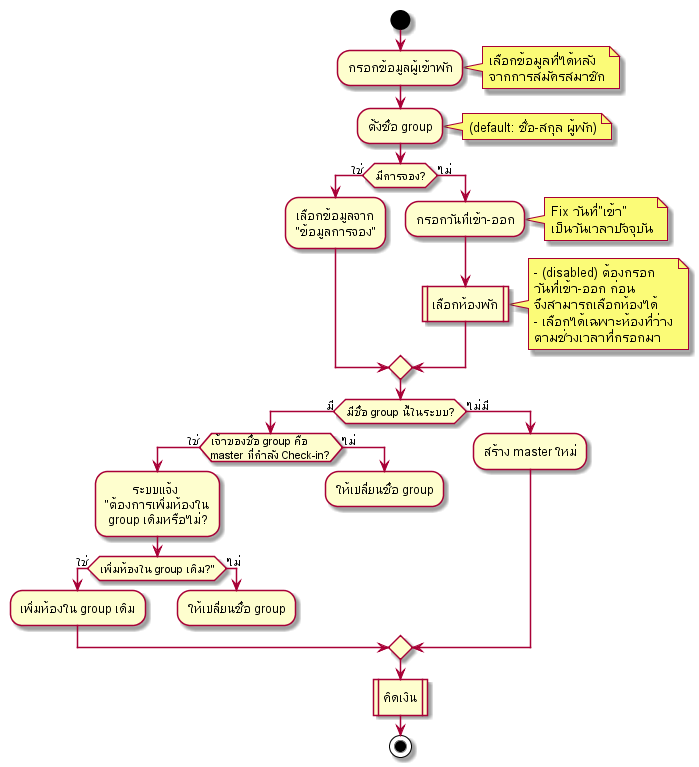 กรอกข้อมูลผู้เข้าพัก
เลือกข้อมูลที่ได้หลัง
จากการสมัครสมาชิก
ตั้งชื่อ group
(default: ชื่อ-สกุล ผู้พัก)
ใช่
มีการจอง?
ไม่
เลือกข้อมูลจาก
"ข้อมูลการจอง"
กรอกวันที่เข้า-ออก
Fix วันที่"เข้า"
เป็นวันเวลาปัจจุบัน
เลือกห้องพัก
- (disabled) ต้องกรอก
วันที่เข้า-ออก ก่อน
จึงสามารถเลือกห้องได้
- เลือกได้เฉพาะห้องที่ว่าง
ตามช่วงเวลาที่กรอกมา
มี
มีชื่อ group นี้ในระบบ?
ไม่มี
ใช่
เจ้าของชื่อ group คือ
master ที่กำลัง Check-in?
ไม่
สร้าง master ใหม่
ระบบแจ้ง
"ต้องการเพิ่มห้องใน
group เดิมหรือไม่?
ให้เปลี่ยนชื่อ group
ใช่
เพิ่มห้องใน group เดิม?"
ไม่
เพิ่มห้องใน group เดิม
ให้เปลี่ยนชื่อ group
คิดเงิน